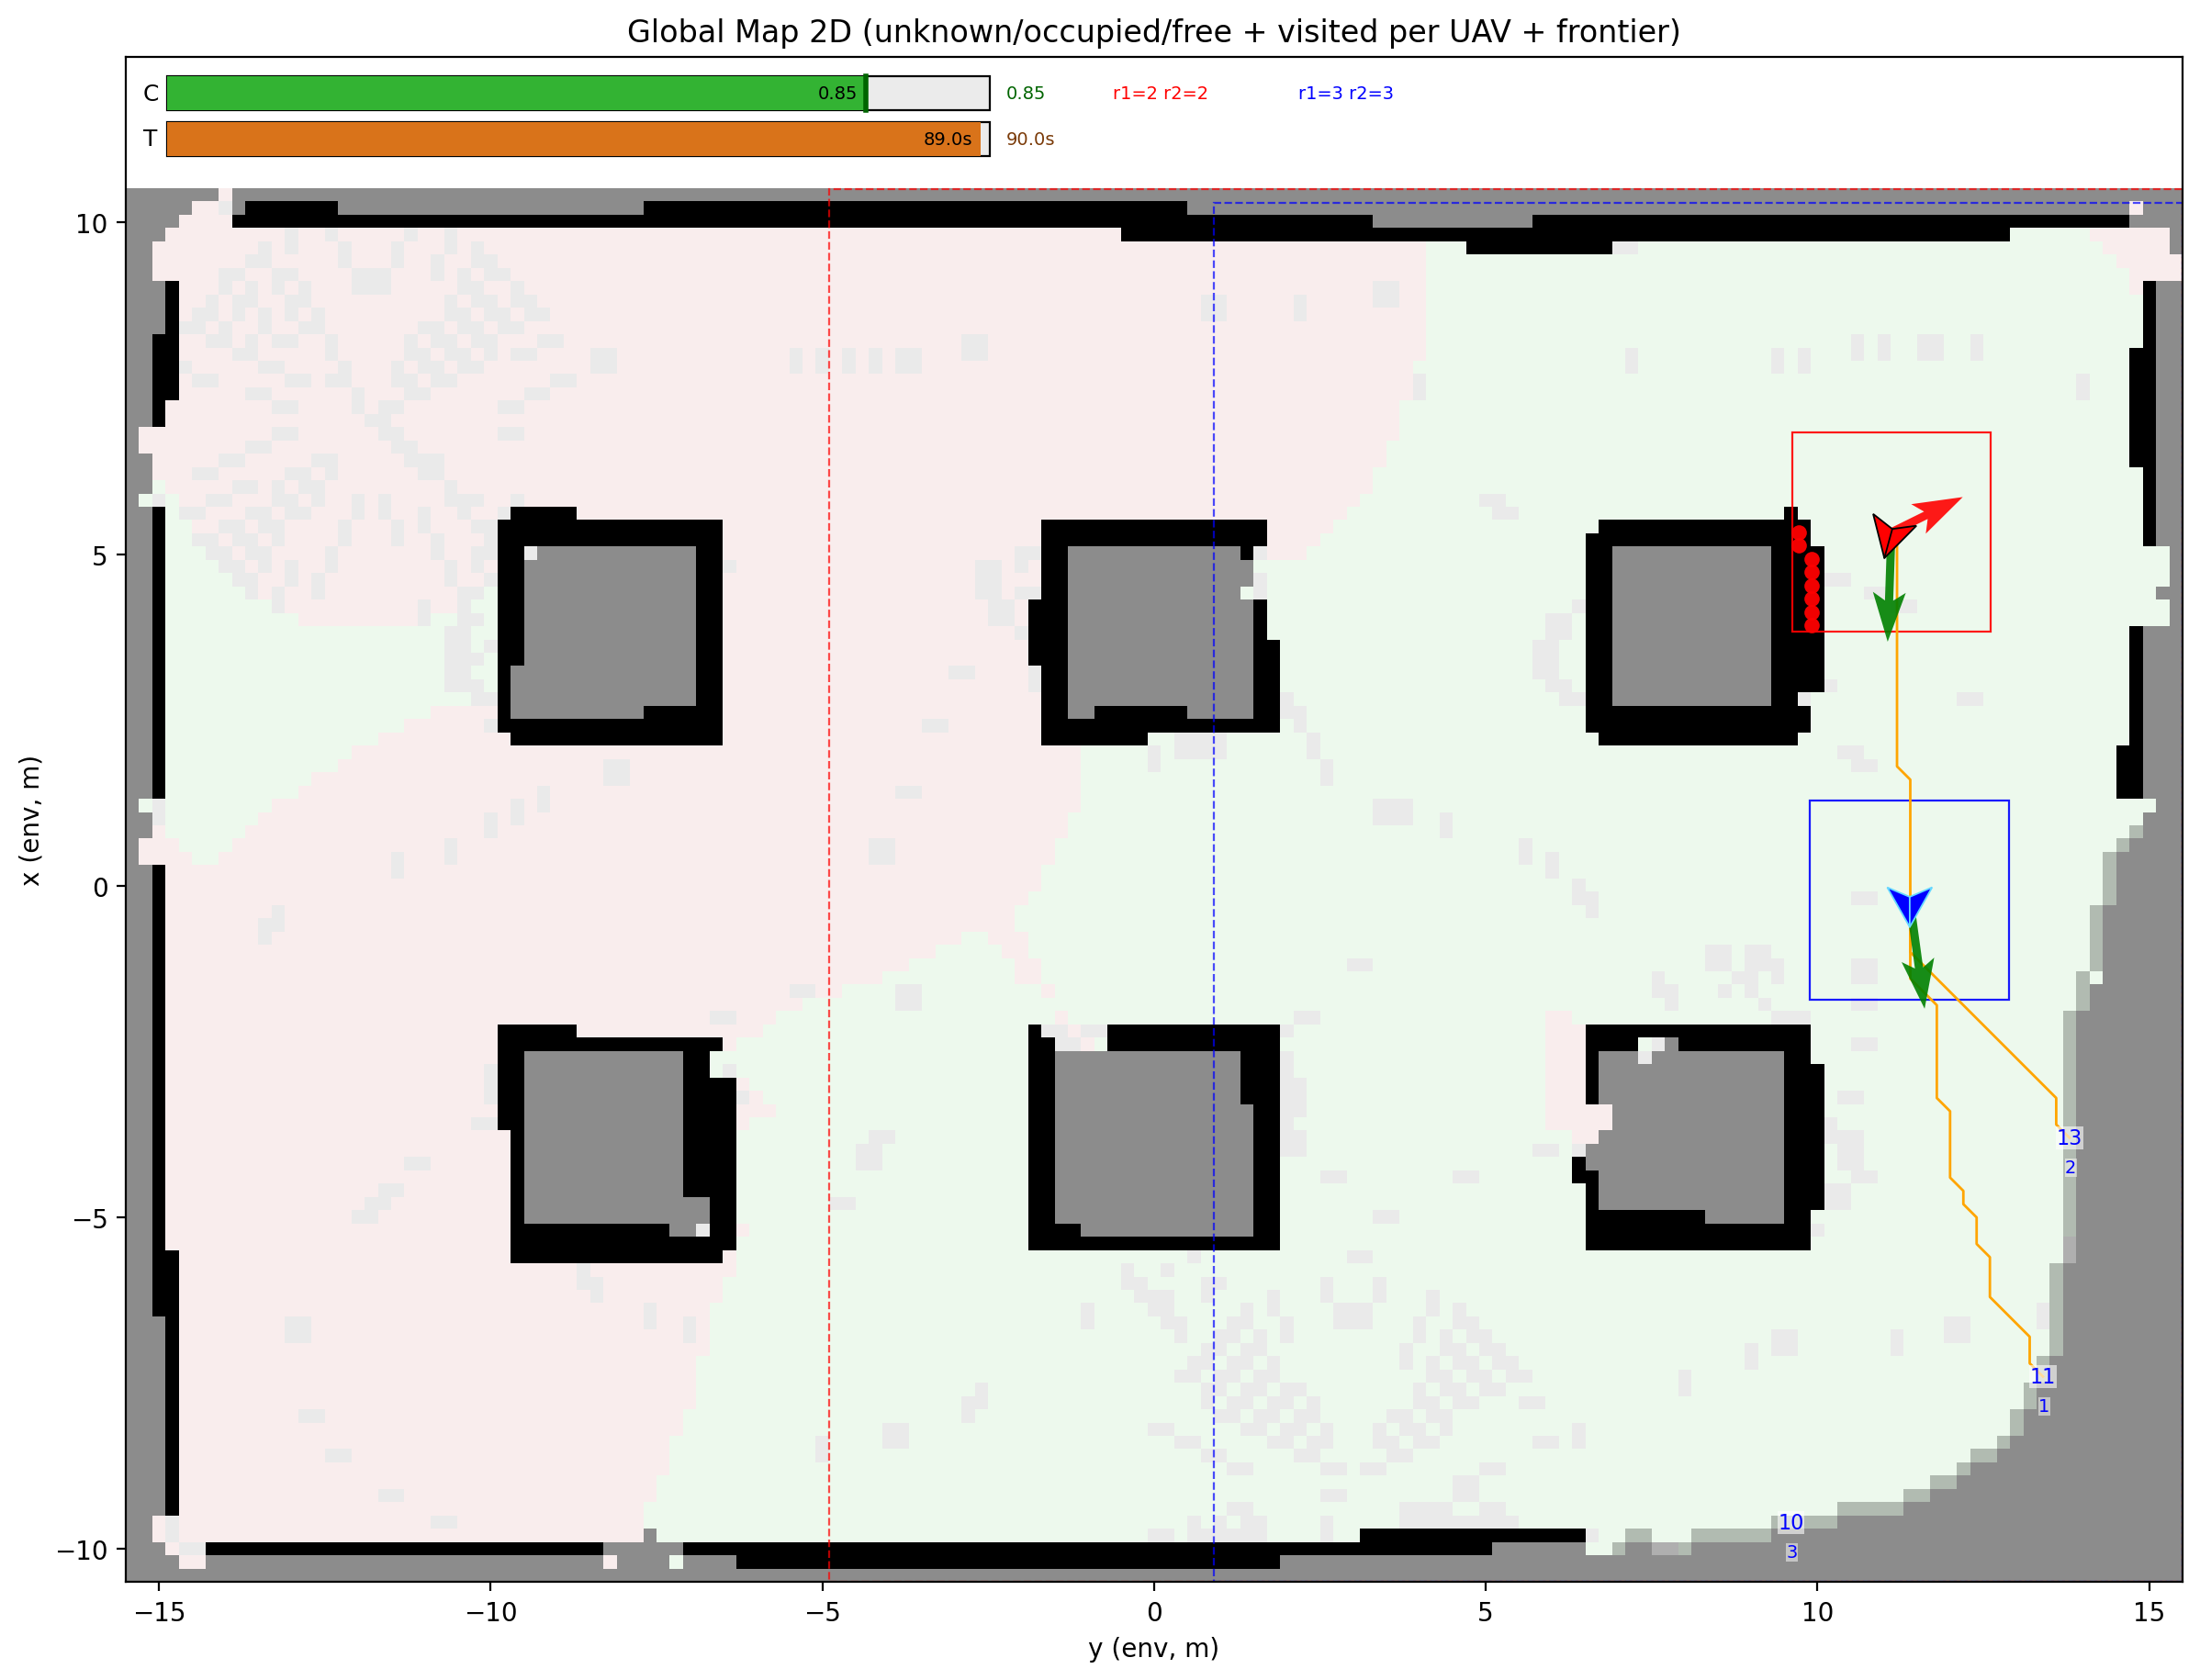 Global Map 2D (unknown/occupied/free + visited per UAV + frontier)
C 0.85 0.85 r1=2 r2=2 r1=3 r2=3
T 89.0s 90.0s
10
5
0
−5
−10
x (env, m)
13
2
11
1
10
3
−15 −10 −5 0 5 10 15
y (env, m)